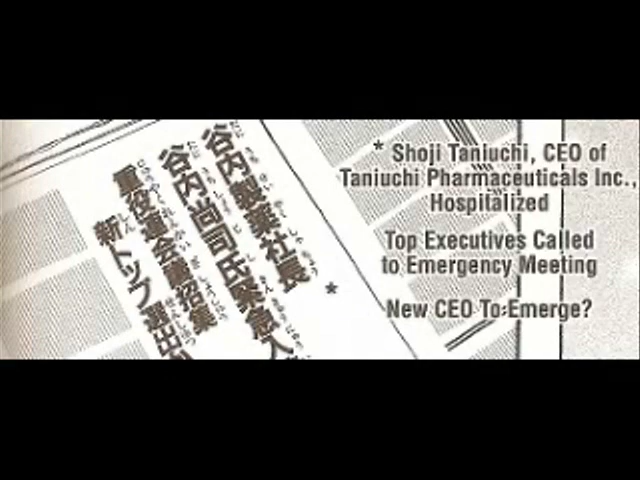 谷内製薬社長
谷内尚司氏緊急入
重役連会議招集
新トップ選出
*
* Shoji Taniuchi, CEO of
Taniuchi Pharmaceuticals Inc.,
Hospitalized
Top Executives Called
to Emergency Meeting
New CEO To Emerge?